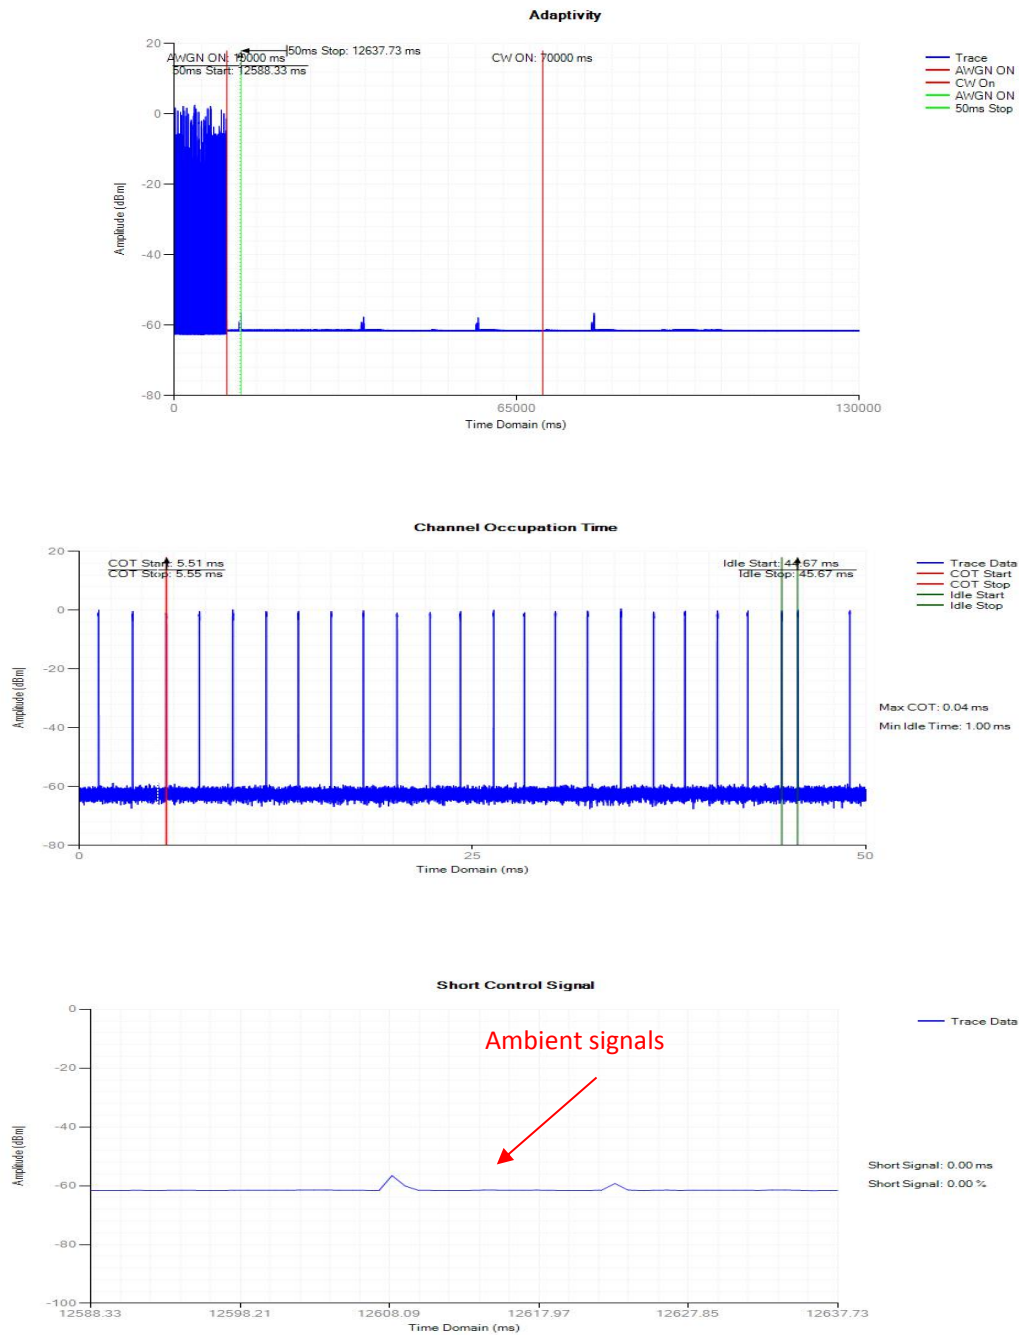 Adaptivity
20
0
-20
-40
-60
-80
Amplitude [dBm]
AWGN ON: 10000 ms
50ms Stop: 12637.73 ms
50ms Start: 12588.33 ms
CW ON: 70000 ms
Trace
AWGN ON
CW On
AWGN ON
50ms Stop
0
65000
130000
Time Domain (ms)
Channel Occupation Time
20
0
-20
-40
-60
-80
Amplitude [dBm]
COT Start: 5.51 ms
COT Stop: 5.55 ms
Idle Start: 44.67 ms
Idle Stop: 45.67 ms
Trace Data
COT Start
COT Stop
Idle Start
Idle Stop
Max COT: 0.04 ms
Min Idle Time: 1.00 ms
0
25
50
Time Domain (ms)
Short Control Signal
0
-20
-40
-60
-80
-100
Amplitude [dBm]
Ambient signals
Trace Data
Short Signal: 0.00 ms
Short Signal: 0.00 %
12588.33
12598.21
12608.09
12617.97
12627.85
12637.73
Time Domain (ms)